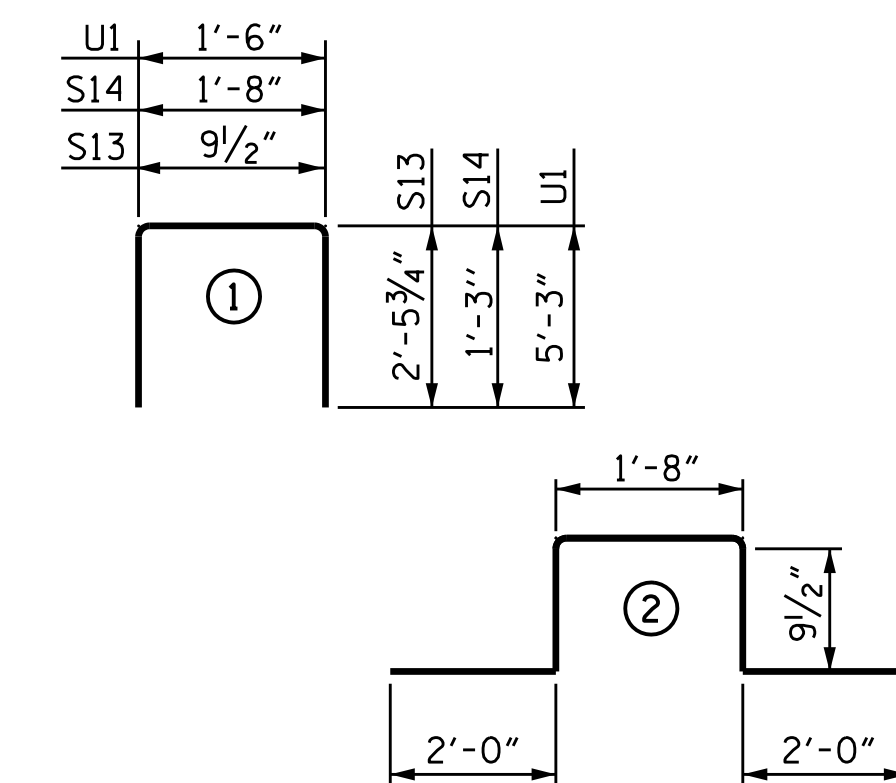 U1 1′-6″
S14 1′-8″
S13 9½″
S13 S14 U1
2′-5¾″ 1′-3′′ 5′-3″
1
1′-8″
2
9½″
2′-0″ 2′-0″